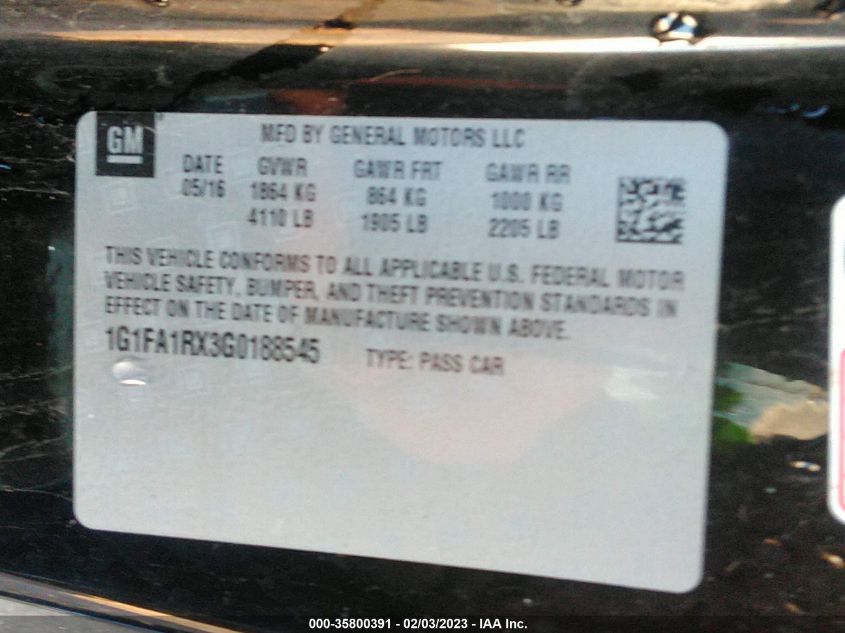 GM
MFD BY GENERAL MOTORS LLC
DATE GVWR GAWR FRT GAWR RR
05/16 1864 KG 864 KG 1000 KG
4110 LB 1905 LB 2205 LB
THIS VEHICLE CONFORMS TO ALL APPLICABLE U.S. FEDERAL MOTOR
VEHICLE SAFETY, BUMPER, AND THEFT PREVENTION STANDARDS IN
EFFECT ON THE DATE OF MANUFACTURE SHOWN ABOVE.
1G1FA1RX3G0188545 TYPE: PASS CAR
000-35800391 - 02/03/2023 - IAA Inc.